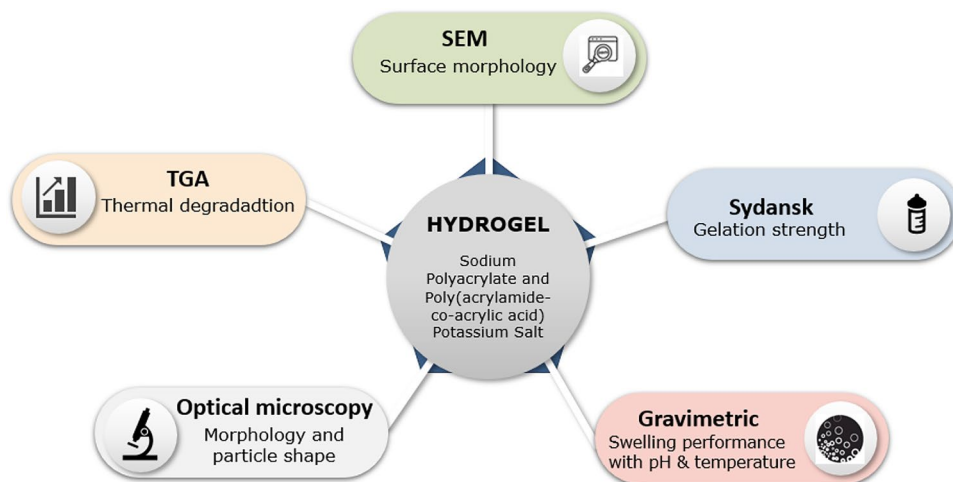 SEM
Surface morphology
TGA
Thermal degradadtion
Sydansk
Gelation strength
HYDROGEL
Sodium
Polyacrylate and
Poly(acrylamide-
co-acrylic acid)
Potassium Salt
Optical microscopy
Morphology and
particle shape
Gravimetric
Swelling performance
with pH & temperature